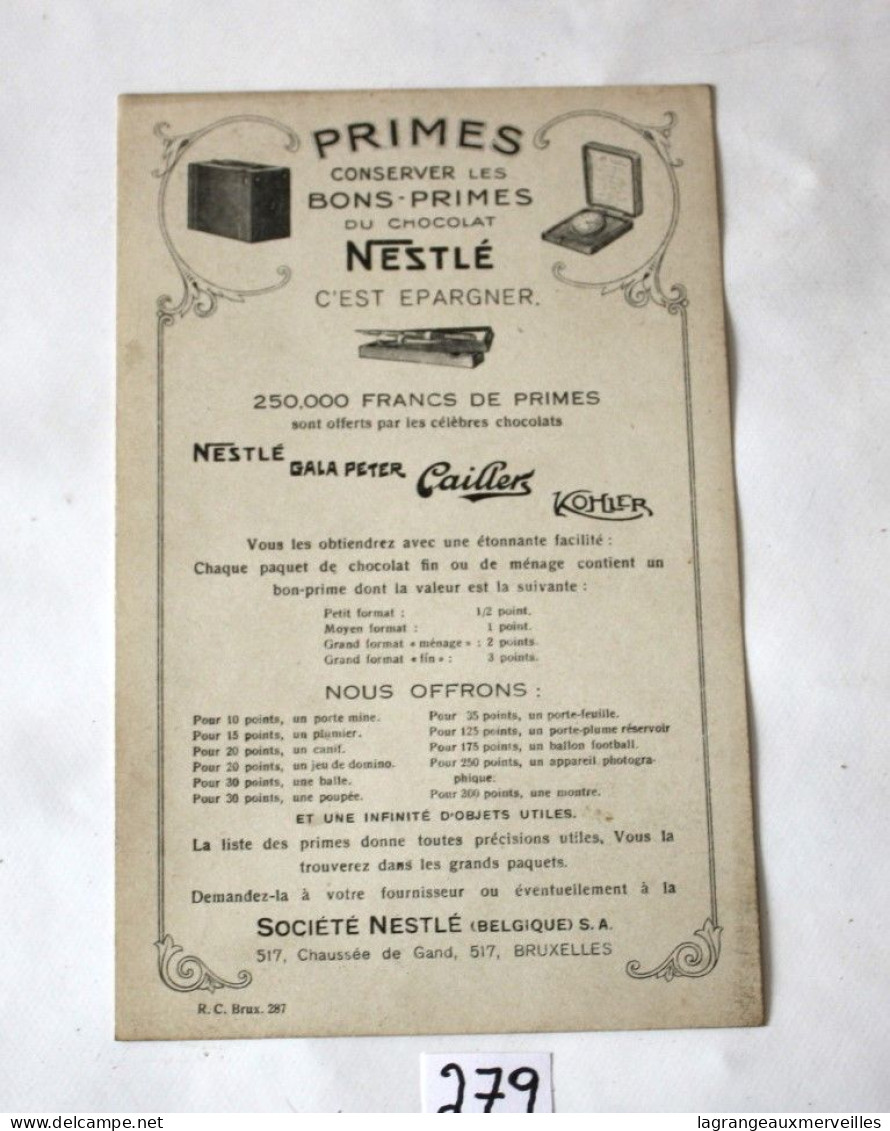 PRIMES
CONSERVER LES
BONS-PRIMES
DU CHOCOLAT
NESTLÉ
C'EST EPARGNER.
250,000 FRANCS DE PRIMES
sont offerts par les célèbres chocolats
NESTLÉ GALA PETER Cailler KOHLER
Vous les obtiendrez avec une étonnante facilité :
Chaque paquet de chocolat fin ou de ménage contient un
bon-prime dont la valeur est la suivante :
Petit format : 1/2 point.
Moyen format : 1 point.
Grand format « ménage » : 2 points.
Grand format « fin » : 3 points.
NOUS OFFRONS :
Pour 10 points, un porte mine.
Pour 15 points, un plumier.
Pour 20 points, un canif.
Pour 20 points, un jeu de domino.
Pour 30 points, une balle.
Pour 30 points, une poupée.
Pour 35 points, un porte-feuille.
Pour 125 points, un porte-plume réservoir
Pour 175 points, un ballon football.
Pour 250 points, un appareil photogra-
phique.
Pour 300 points, une montre.
ET UNE INFINITÉ D'OBJETS UTILES.
La liste des primes donne toutes précisions utiles, Vous la
trouverez dans les grands paquets.
Demandez-la à votre fournisseur ou éventuellement à la
SOCIÉTÉ NESTLÉ (BELGIQUE) S.A.
517, Chaussée de Gand, 517, BRUXELLES
R. C. Brux. 287
279
lagrangeauxmerveilles